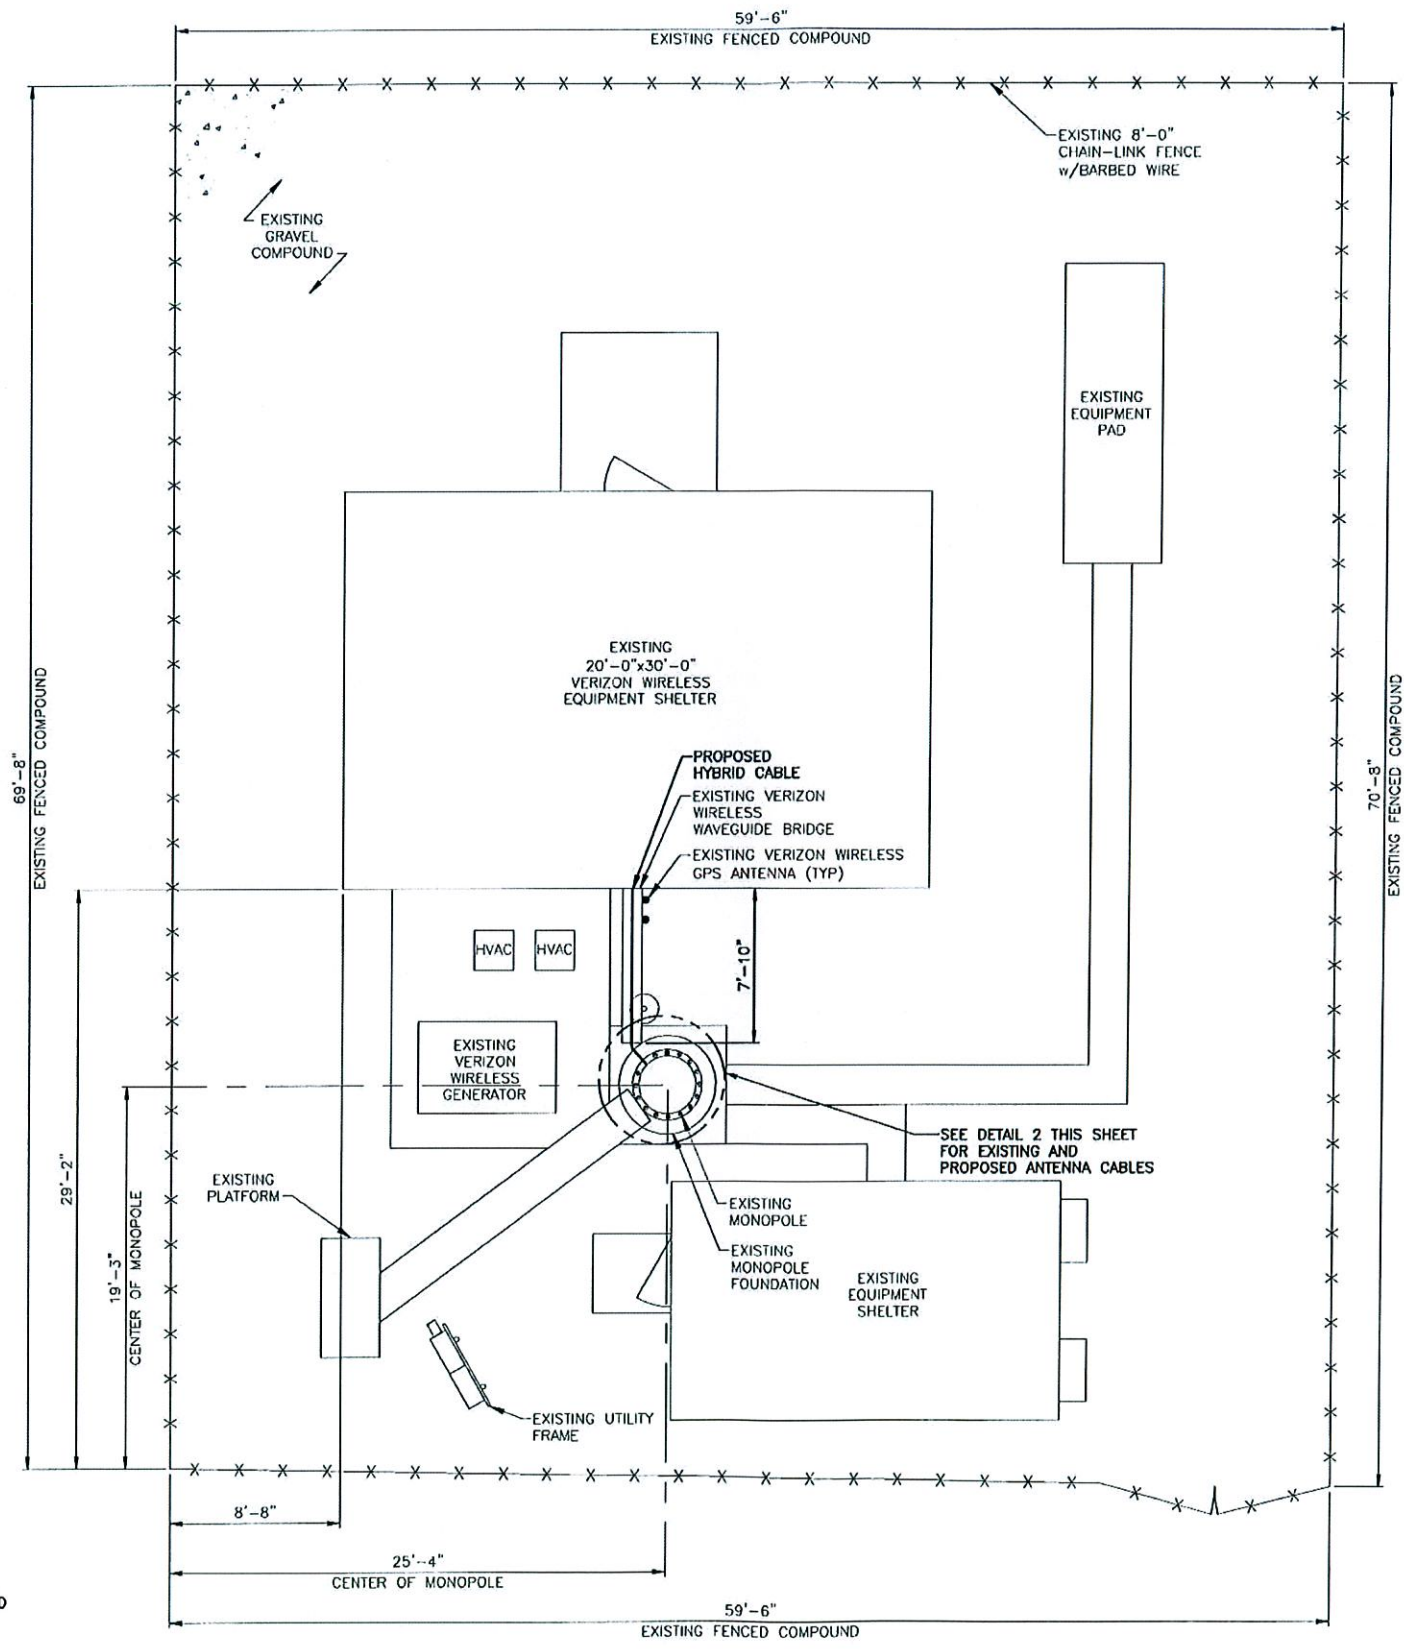 59'-6"
EXISTING FENCED COMPOUND
EXISTING 8'-0"
CHAIN-LINK FENCE
w/BARBED WIRE
EXISTING
GRAVEL
COMPOUND
EXISTING
EQUIPMENT
PAD
EXISTING
20'-0"x30'-0"
VERIZON WIRELESS
EQUIPMENT SHELTER
69'-8"
EXISTING FENCED COMPOUND
70'-8"
EXISTING FENCED COMPOUND
PROPOSED
HYBRID CABLE
EXISTING VERIZON
WIRELESS
WAVEGUIDE BRIDGE
EXISTING VERIZON WIRELESS
GPS ANTENNA (TYP)
HVAC
HVAC
7'-10"
EXISTING
VERIZON
WIRELESS
GENERATOR
SEE DETAIL 2 THIS SHEET
FOR EXISTING AND
PROPOSED ANTENNA CABLES
29'-2"
19'-3"
CENTER OF MONOPOLE
EXISTING
PLATFORM
EXISTING
MONOPOLE
EXISTING
MONOPOLE
FOUNDATION
EXISTING
EQUIPMENT
SHELTER
EXISTING UTILITY
FRAME
8'-8"
25'-4"
CENTER OF MONOPOLE
59'-6"
EXISTING FENCED COMPOUND